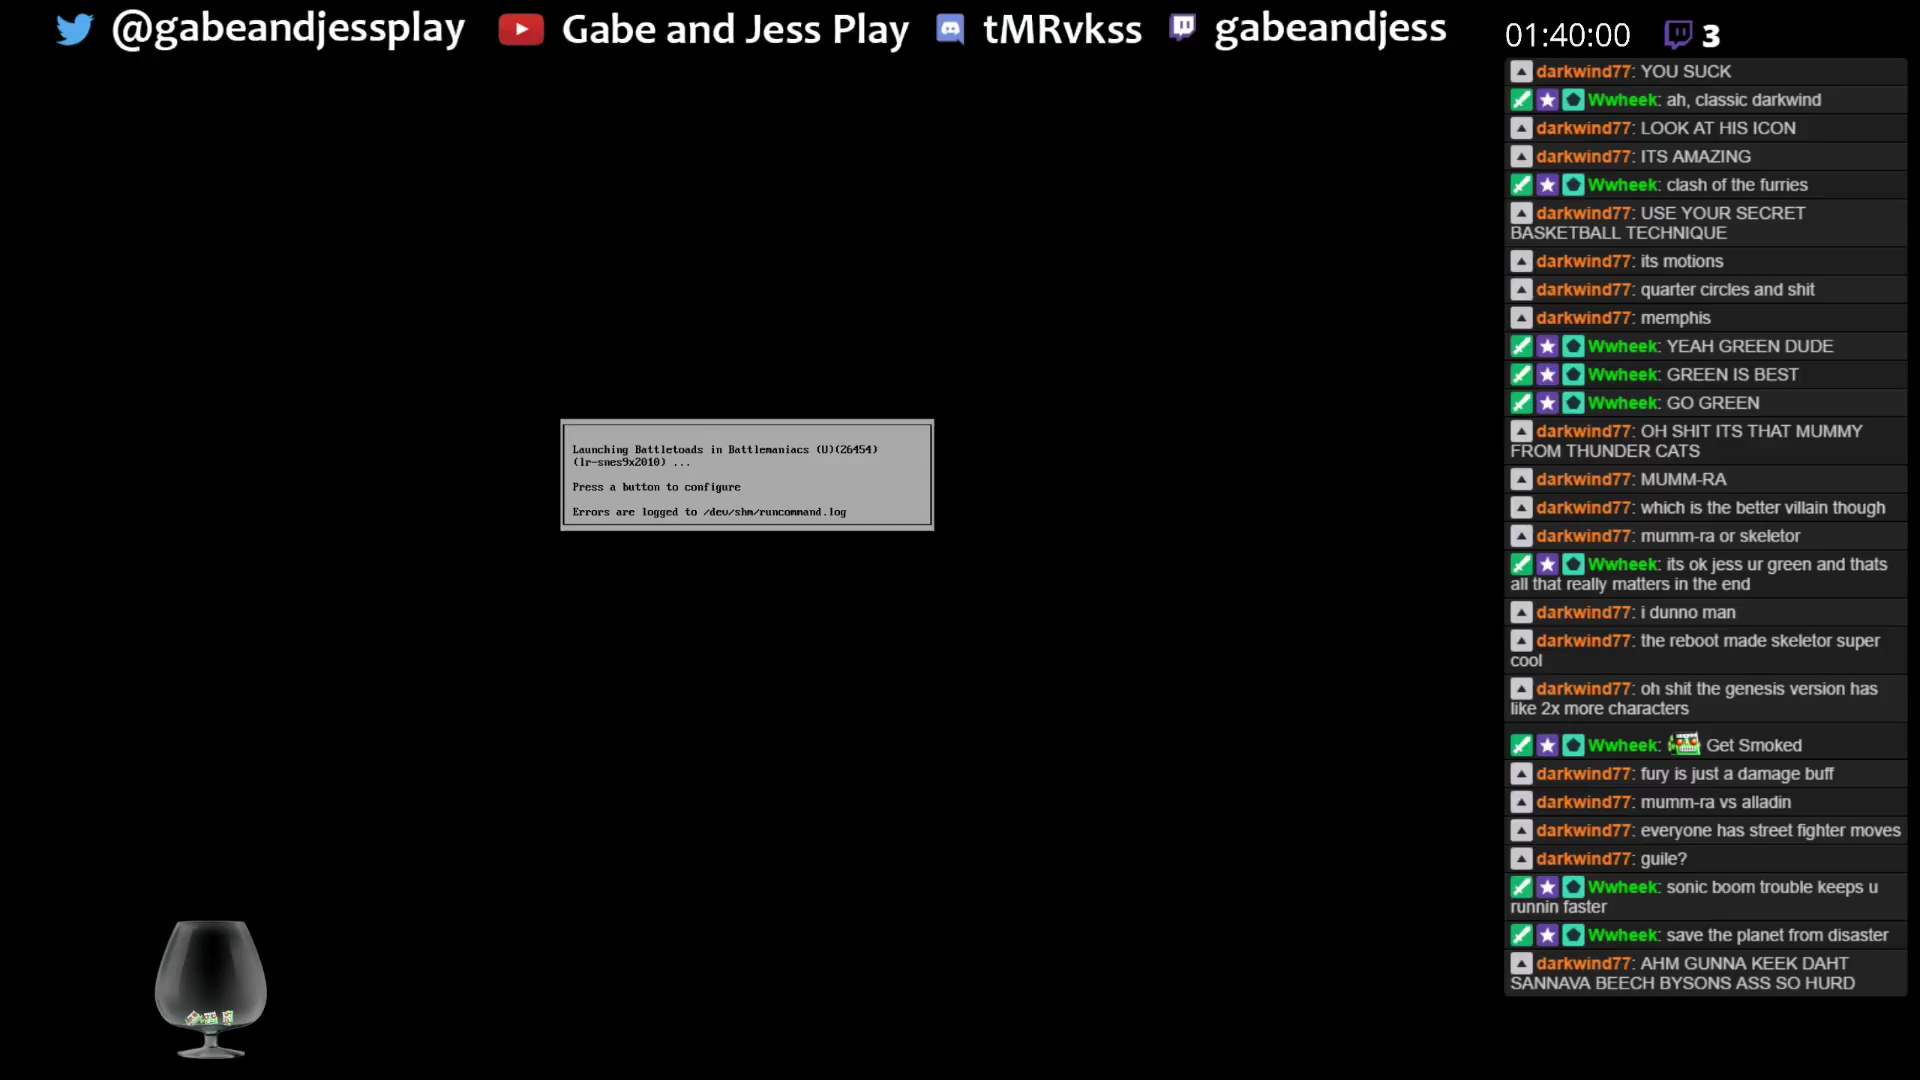 @gabeandjessplay Gabe and Jess Play tMRvkss gabeandjess 01:40:00 3
darkwind77: YOU SUCK
Wwheek: ah, classic darkwind
darkwind77: LOOK AT HIS ICON
darkwind77: ITS AMAZING
Wwheek: clash of the furries
darkwind77: USE YOUR SECRET
BASKETBALL TECHNIQUE
darkwind77: its motions
darkwind77: quarter circles and shit
darkwind77: memphis
Wwheek: YEAH GREEN DUDE
Wwheek: GREEN IS BEST
Wwheek: GO GREEN
darkwind77: OH SHIT ITS THAT MUMMY
FROM THUNDER CATS
darkwind77: MUMM-RA
darkwind77: which is the better villain though
darkwind77: mumm-ra or skeletor
Wwheek: its ok jess ur green and thats
all that really matters in the end
darkwind77: i dunno man
darkwind77: the reboot made skeletor super
cool
darkwind77: oh shit the genesis version has
like 2x more characters
Wwheek: Get Smoked
darkwind77: fury is just a damage buff
darkwind77: mumm-ra vs alladin
darkwind77: everyone has street fighter moves
darkwind77: guile?
Wwheek: sonic boom trouble keeps u
runnin faster
Wwheek: save the planet from disaster
darkwind77: AHM GUNNA KEEK DAHT
SANNAVA BEECH BYSONS ASS SO HURD
Launching Battletoads in Battlemaniacs (U)(26454)
(lr-snes9x2010) ...
Press a button to configure
Errors are logged to /dev/shm/runcommand.log